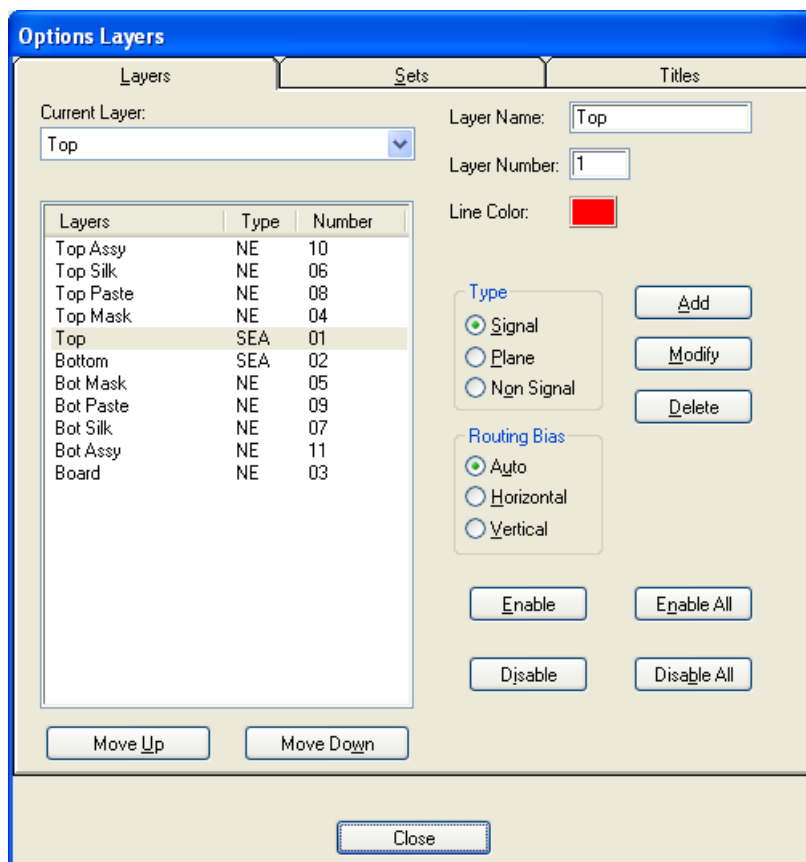 Options Layers
Layers Sets Titles
Current Layer:
Top
Layer Name: Top
Layer Number: 1
Line Color:
Layers Type Number
Top Assy NE 10
Top Silk NE 06
Top Paste NE 08
Top Mask NE 04
Top SEA 01
Bottom SEA 02
Bot Mask NE 05
Bot Paste NE 09
Bot Silk NE 07
Bot Assy NE 11
Board NE 03
Type
Signal
Plane
Non Signal
Add
Modify
Delete
Routing Bias
Auto
Horizontal
Vertical
Enable Enable All
Disable Disable All
Move Up Move Down
Close